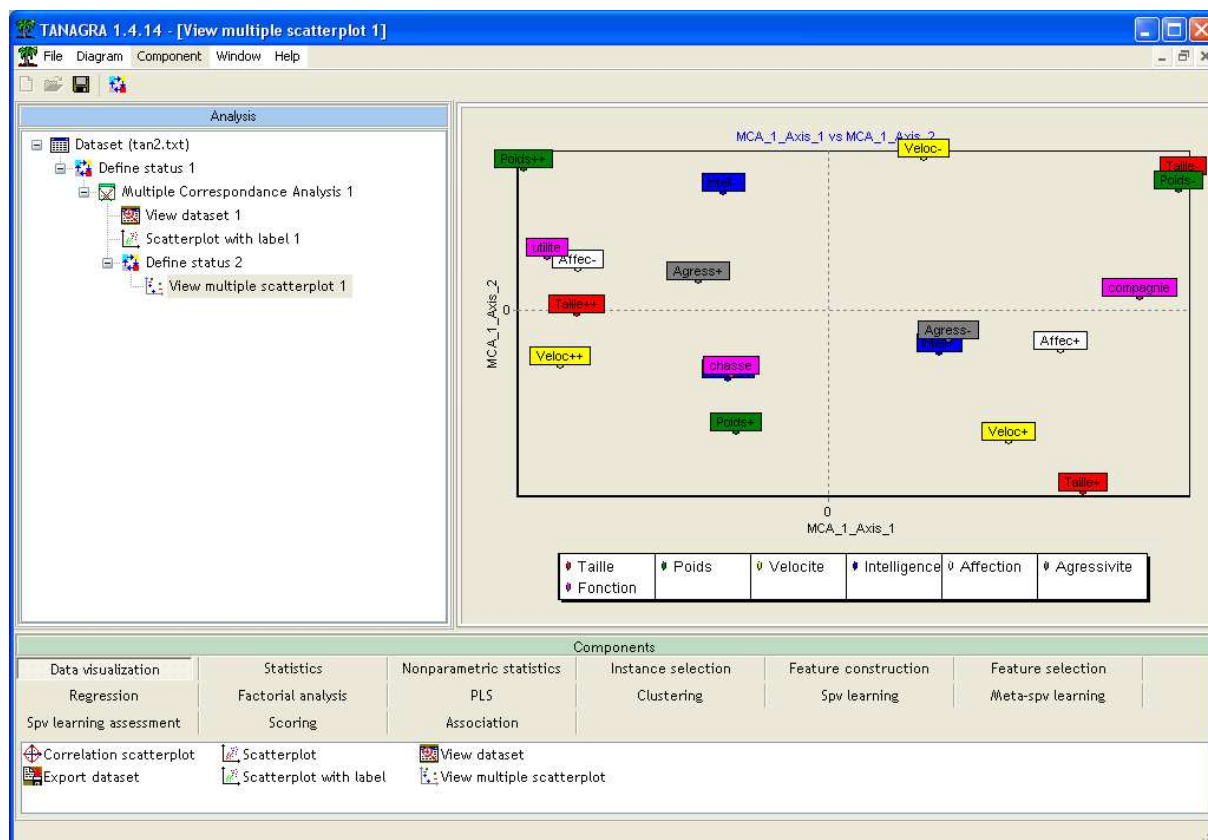 TANAGRA 1.4.14 - [View multiple scatterplot 1]
File Diagram Component Window Help
Analysis
Dataset (tan2.txt)
Define status 1
Multiple Correspondance Analysis 1
View dataset 1
Scatterplot with label 1
Define status 2
View multiple scatterplot 1
MCA_1_Axis_1 vs MCA_1_Axis_2
Veloc-
Poids++
Taille-
Poids-
Intell-
utilite
Affec-
Agress+
compagnie
Taille++
0
MCA_1_Axis_2
Agress-
Affec+
Veloc++
chasse
Poids+
Veloc+
Taille+
0
MCA_1_Axis_1
Taille Poids Velocite Intelligence Affection Agressivite
Fonction
Components
Data visualization Statistics Nonparametric statistics Instance selection Feature construction Feature selection
Regression Factorial analysis PLS Clustering Spv learning Meta-spv learning
Spv learning assessment Scoring Association
Correlation scatterplot Scatterplot View dataset
Export dataset Scatterplot with label View multiple scatterplot